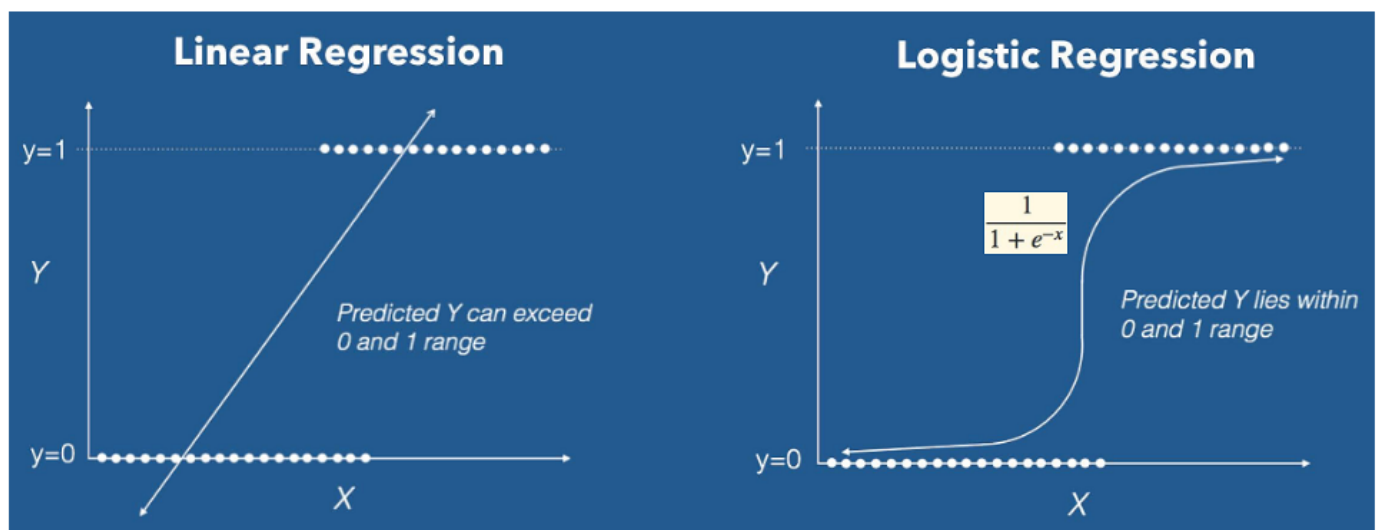 Linear Regression
y=1
Y
Predicted Y can exceed
0 and 1 range
y=0
X
Logistic Regression
y=1
1
1 + e^{-x}
Y
Predicted Y lies within
0 and 1 range
y=0
X